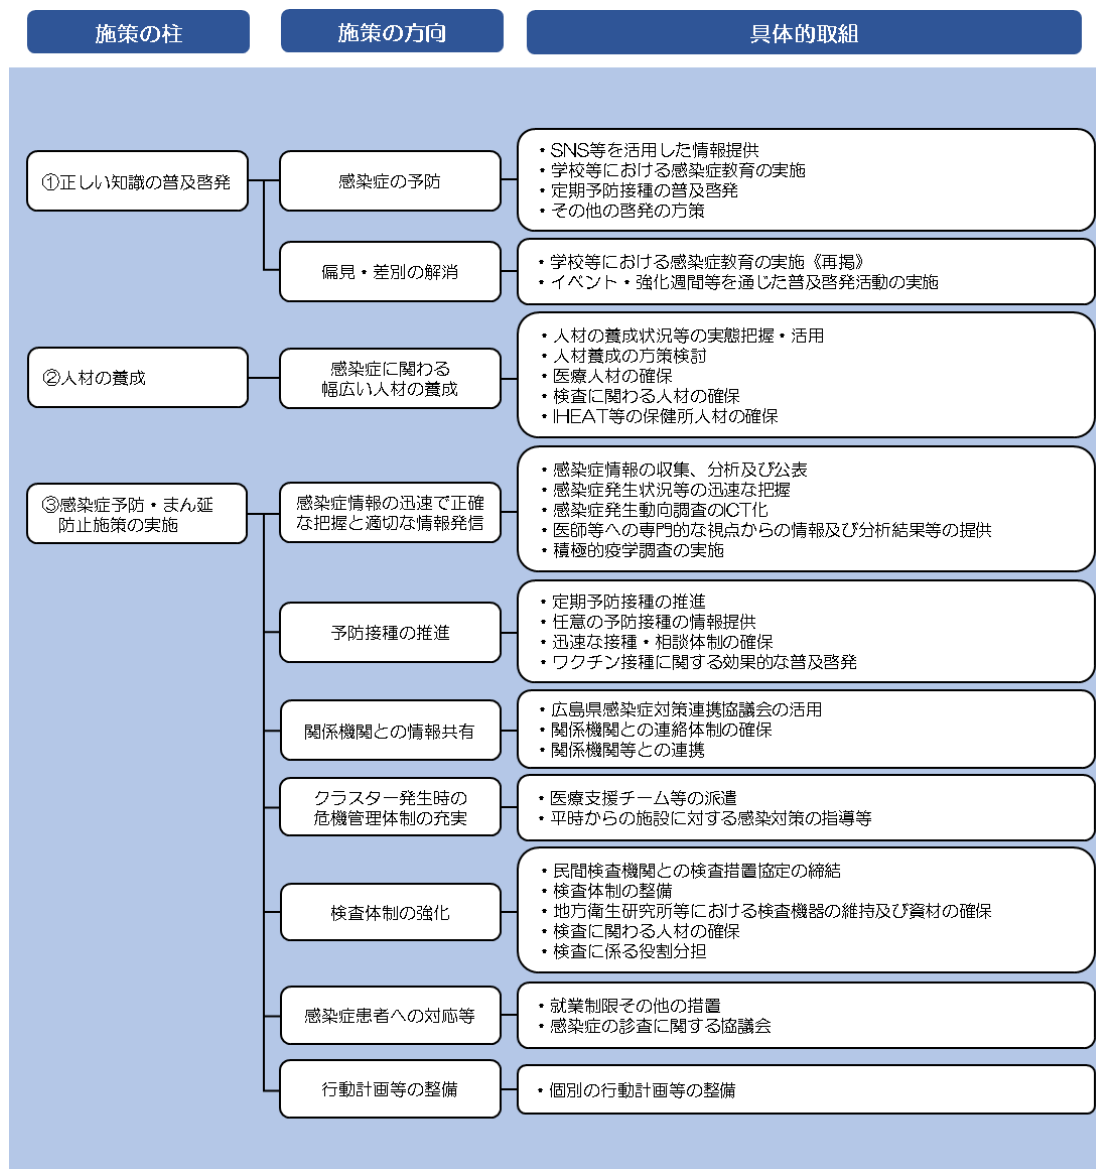 施策の柱
施策の方向
具体的取組
①正しい知識の普及啓発
感染症の予防
・SNS等を活用した情報提供
・学校等における感染症教育の実施
・定期予防接種の普及啓発
・その他の啓発の方策
偏見・差別の解消
・学校等における感染症教育の実施《再掲》
・イベント・強化週間等を通じた普及啓発活動の実施
②人材の養成
感染症に関わる
幅広い人材の養成
・人材の養成状況等の実態把握・活用
・人材養成の方策検討
・医療人材の確保
・検査に関わる人材の確保
・IHEAT等の保健所人材の確保
③感染症予防・まん延
防止施策の実施
感染症情報の迅速で正確
な把握と適切な情報発信
・感染症情報の収集、分析及び公表
・感染症発生状況等の迅速な把握
・感染症発生動向調査のICT化
・医師等への専門的な視点からの情報及び分析結果等の提供
・積極的疫学調査の実施
予防接種の推進
・定期予防接種の推進
・任意の予防接種の情報提供
・迅速な接種・相談体制の確保
・ワクチン接種に関する効果的な普及啓発
関係機関との情報共有
・広島県感染症対策連携協議会の活用
・関係機関との連絡体制の確保
・関係機関等との連携
クラスター発生時の
危機管理体制の充実
・医療支援チーム等の派遣
・平時からの施設に対する感染対策の指導等
検査体制の強化
・民間検査機関との検査措置協定の締結
・検査体制の整備
・地方衛生研究所等における検査機器の維持及び資材の確保
・検査に関わる人材の確保
・検査に係る役割分担
感染症患者への対応等
・就業制限その他の措置
・感染症の診査に関する協議会
行動計画等の整備
・個別の行動計画等の整備